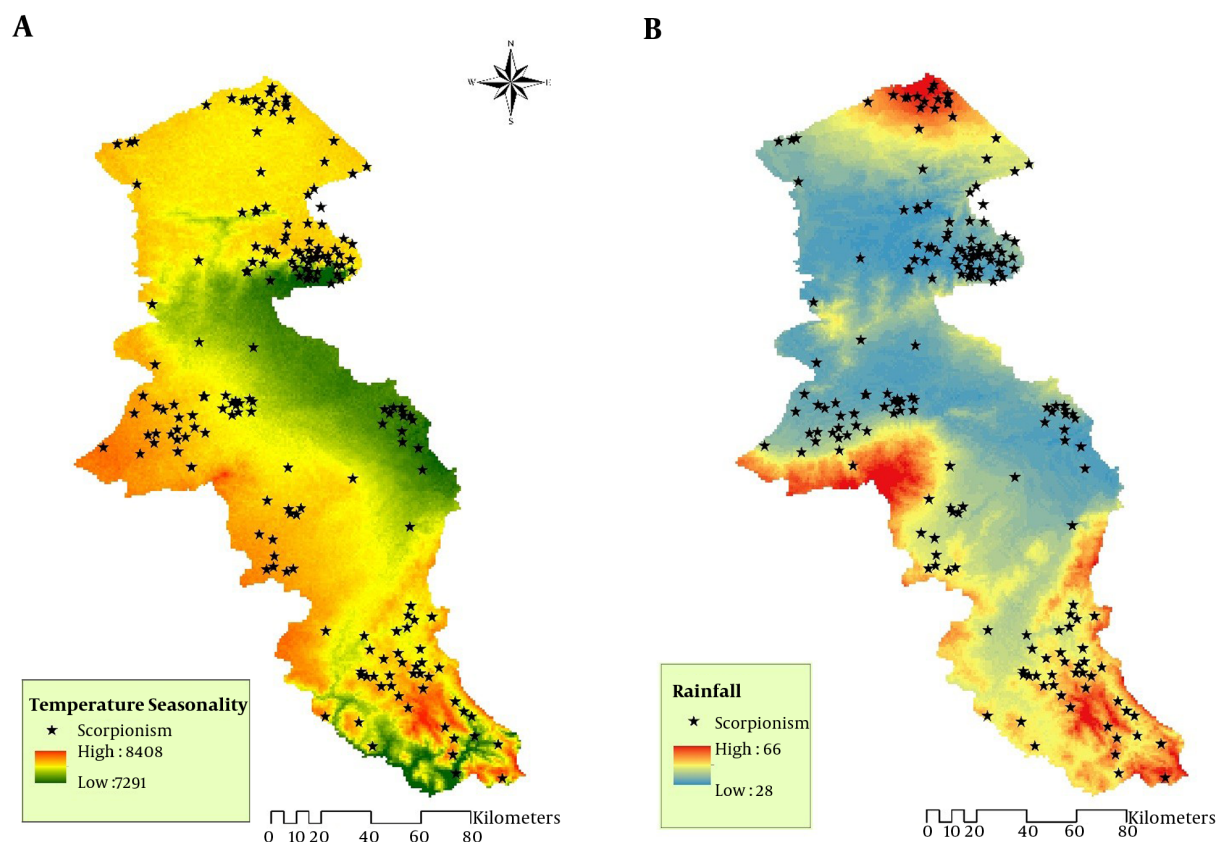 A
B
N
W E
S
Temperature Seasonality
Scorpionism
High : 8408
Low :7291
Rainfall
Scorpionism
High : 66
Low : 28
Kilometers
0 10 20 40 60 80
Kilometers
0 10 20 40 60 80